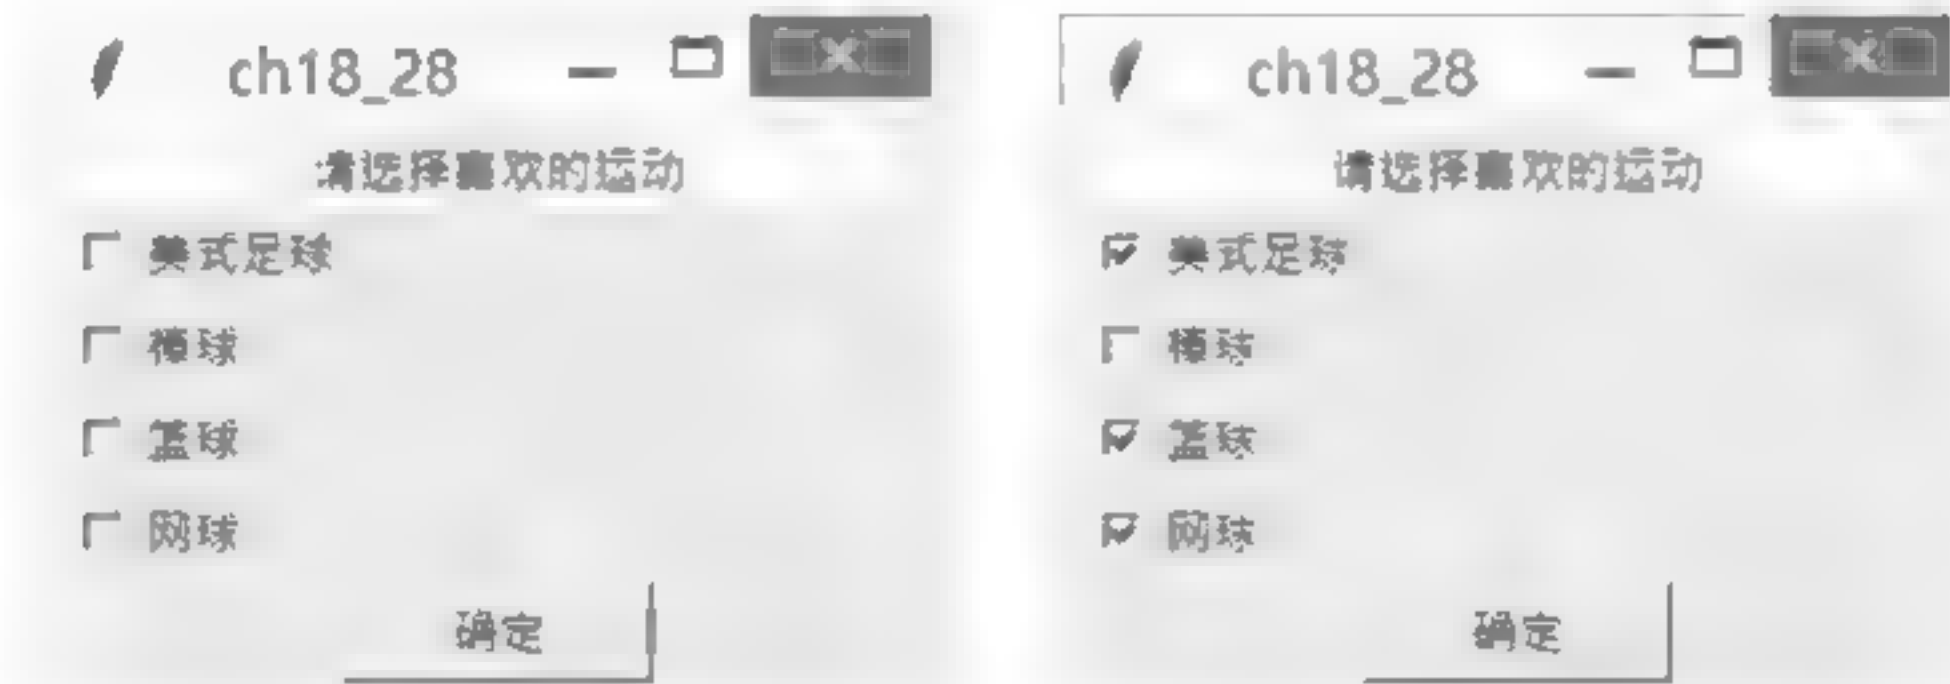 ch18_28
请选择喜欢的运动
美式足球
棒球
篮球
网球
确定
ch18_28
请选择喜欢的运动
美式足球
棒球
篮球
网球
确定